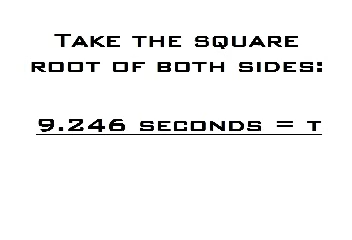 Take the square
root of both sides:
9.246 seconds = t